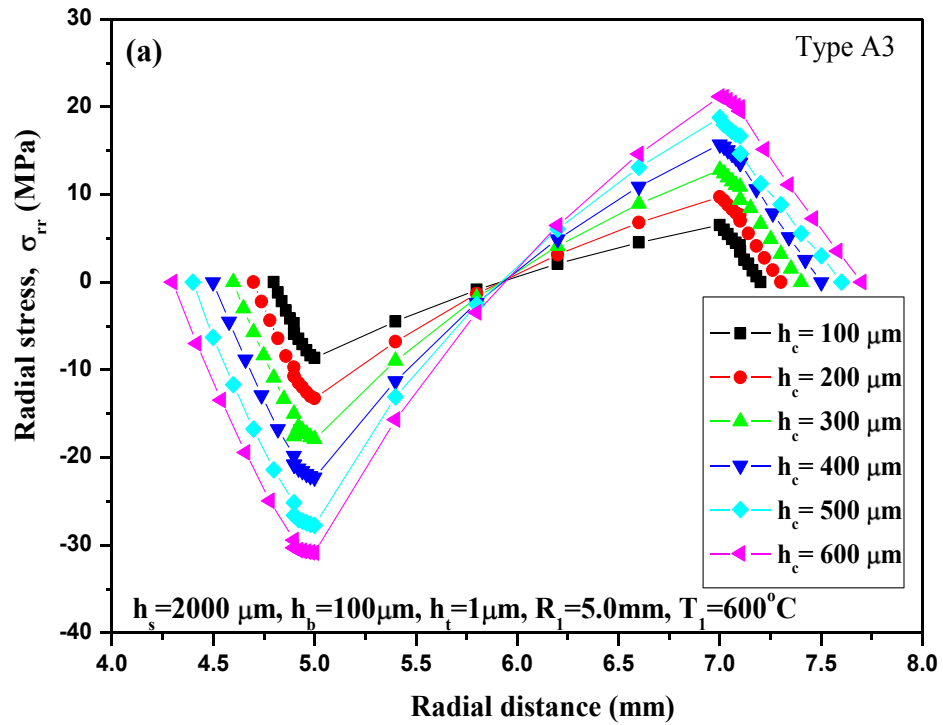 (a)
Type A3
Radial stress, σrr (MPa)
30
20
10
0
-10
-20
-30
-40
hc= 100 μm
hc= 200 μm
hc= 300 μm
hc= 400 μm
hc= 500 μm
hc= 600 μm
hs=2000 μm, hb=100μm, ht=1μm, R1=5.0mm, T1=600°C
4.0 4.5 5.0 5.5 6.0 6.5 7.0 7.5 8.0
Radial distance (mm)